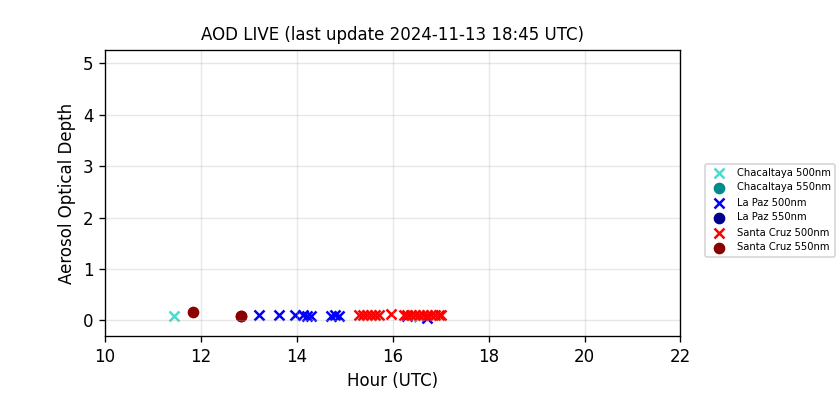 AOD LIVE (last update 2024-11-13 18:45 UTC)
Aerosol Optical Depth
5
4
3
2
1
0
10 12 14 16 18 20 22
Hour (UTC)
Chacaltaya 500nm
Chacaltaya 550nm
La Paz 500nm
La Paz 550nm
Santa Cruz 500nm
Santa Cruz 550nm